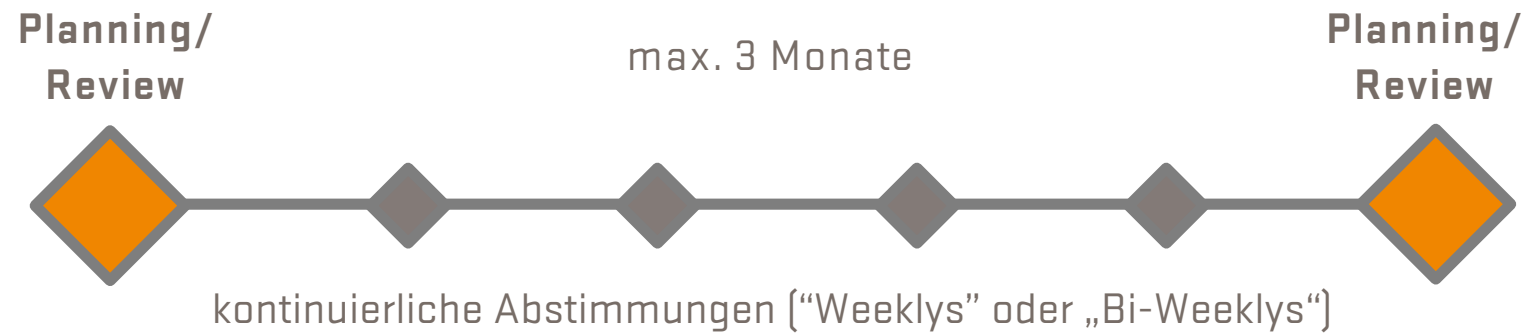 Planning/
Review
max. 3 Monate
Planning/
Review
kontinuierliche Abstimmungen (“Weeklys” oder „Bi-Weeklys“)